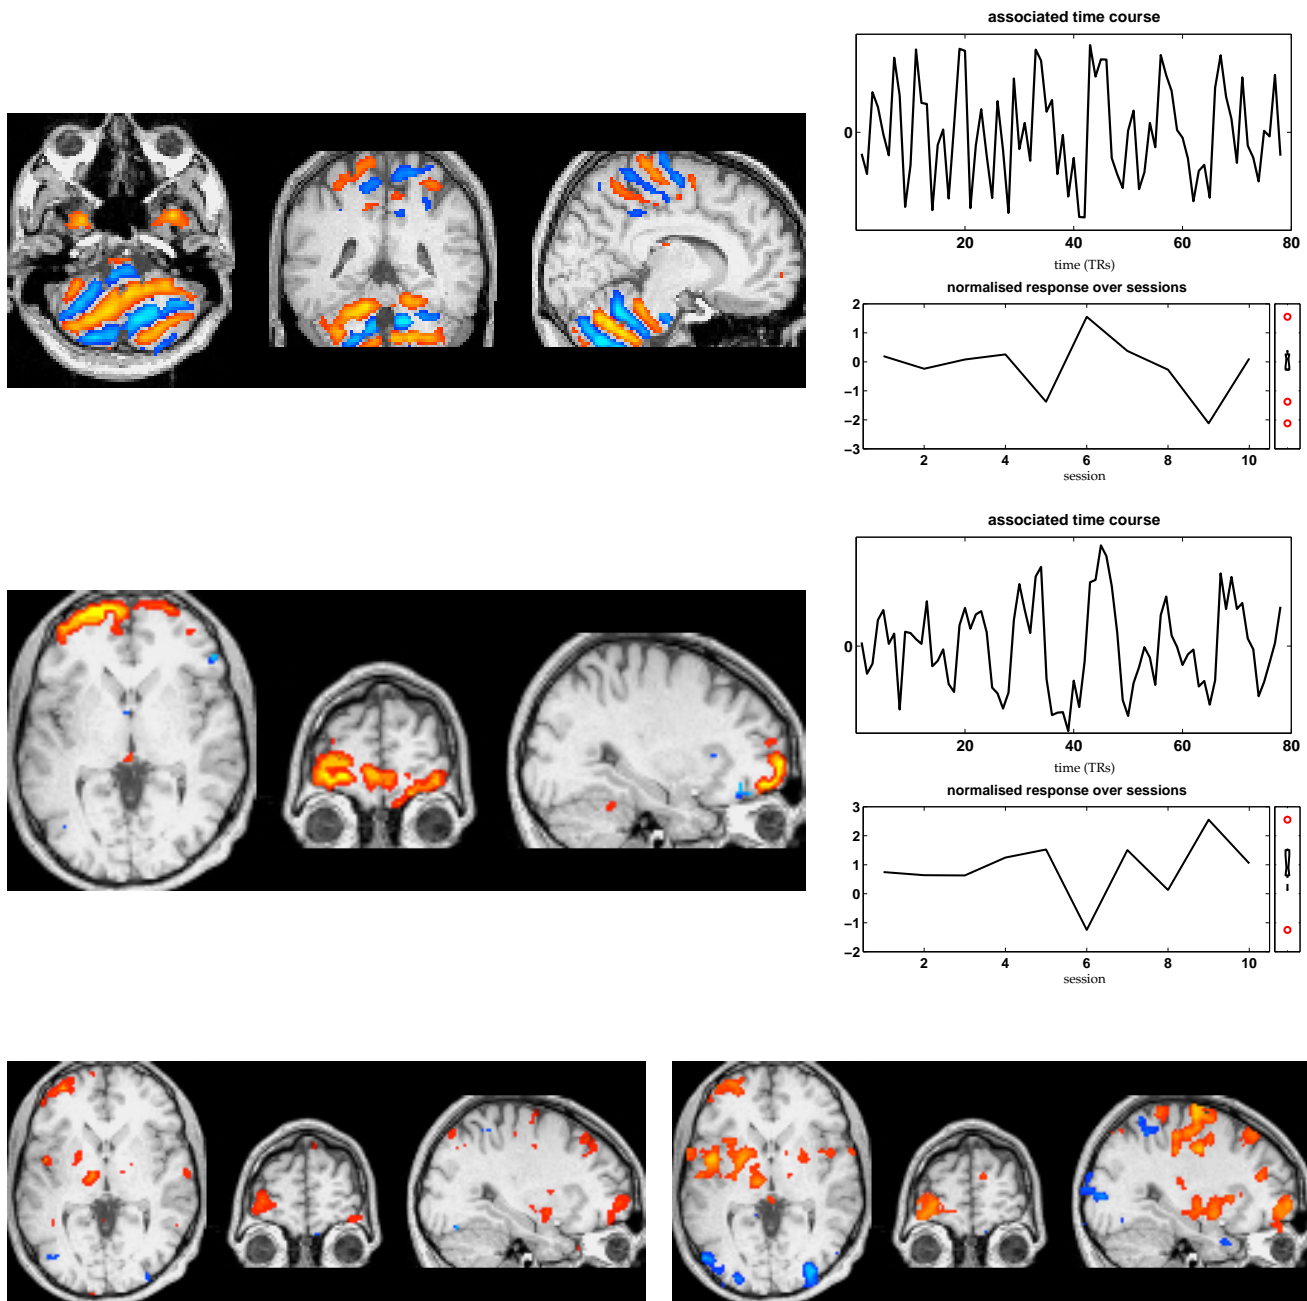 associated time course
0
20 40 60 80
time (TRs)
normalised response over sessions
2
1
0
−1
−2
−3
2 4 6 8 10
session
associated time course
0
20 40 60 80
time (TRs)
normalised response over sessions
3
2
1
0
−1
−2
2 4 6 8 10
session